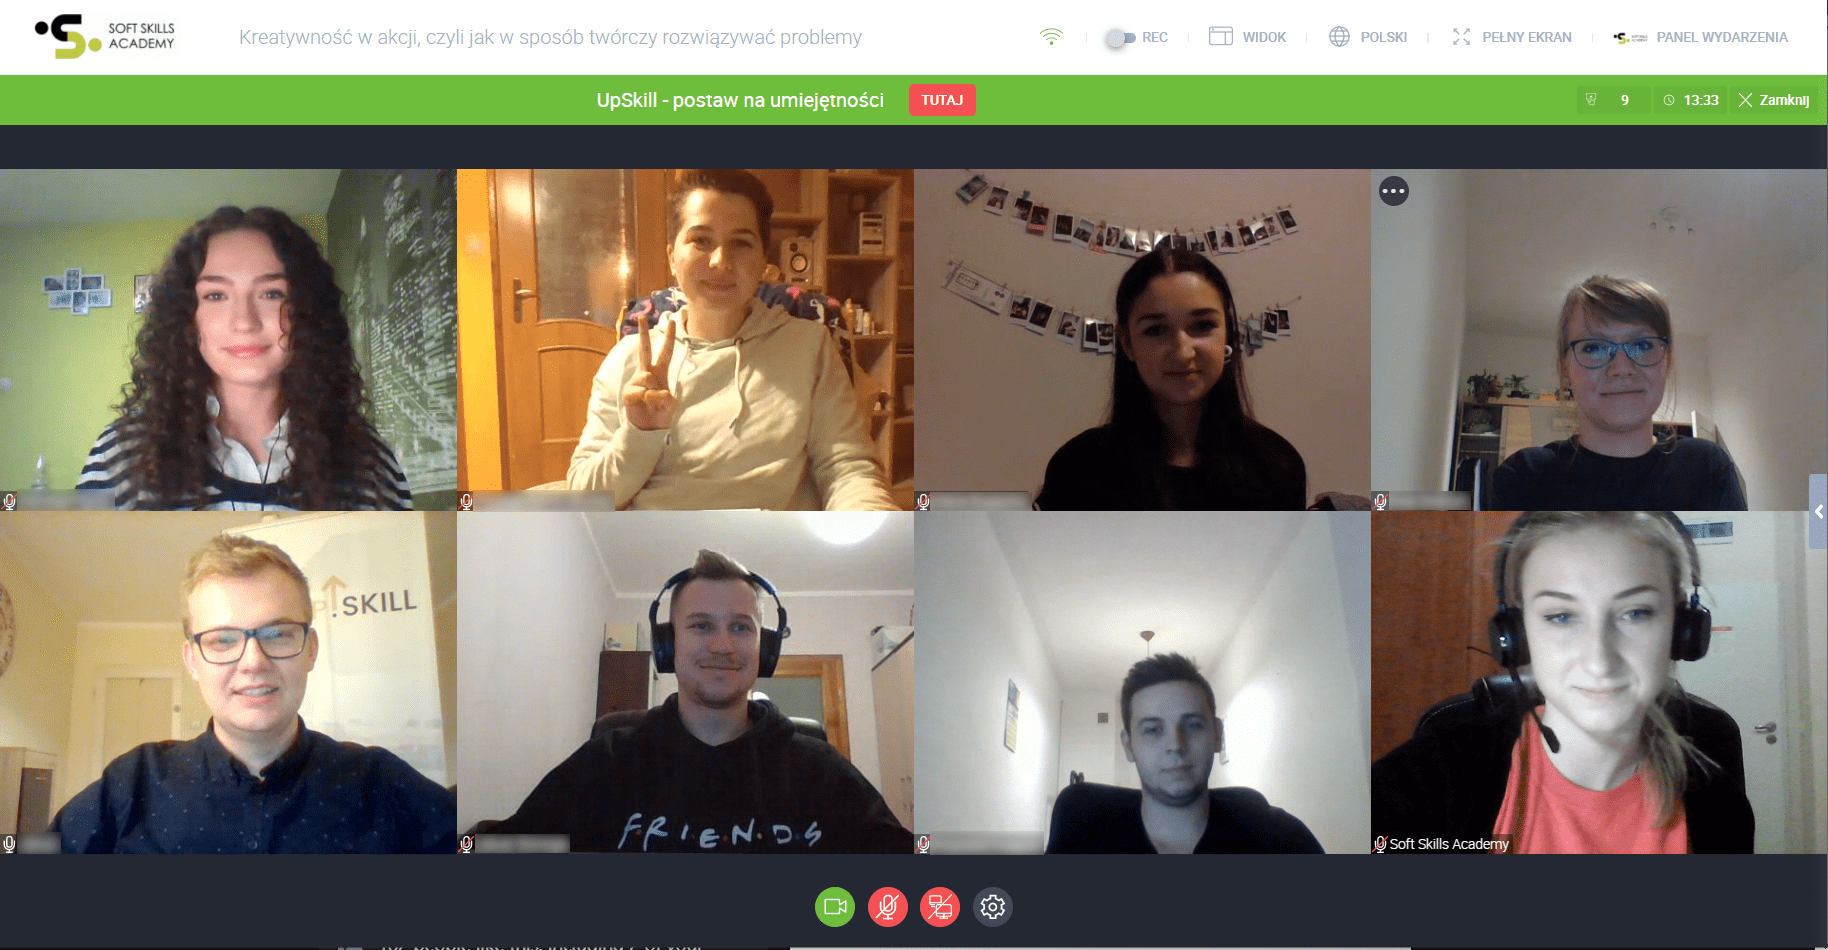 SOFT SKILLS
ACADEMY
Kreatywność w akcji, czyli jak w sposób twórczy rozwiązywać problemy
REC
WIDOK
POLSKI
PEŁNY EKRAN
PANEL WYDARZENIA
UpSkill - postaw na umiejętności
TUTAJ
9
13:33
Zamknij
P!SKILL
F.R.I.E.N.D.S
Soft Skills Academy